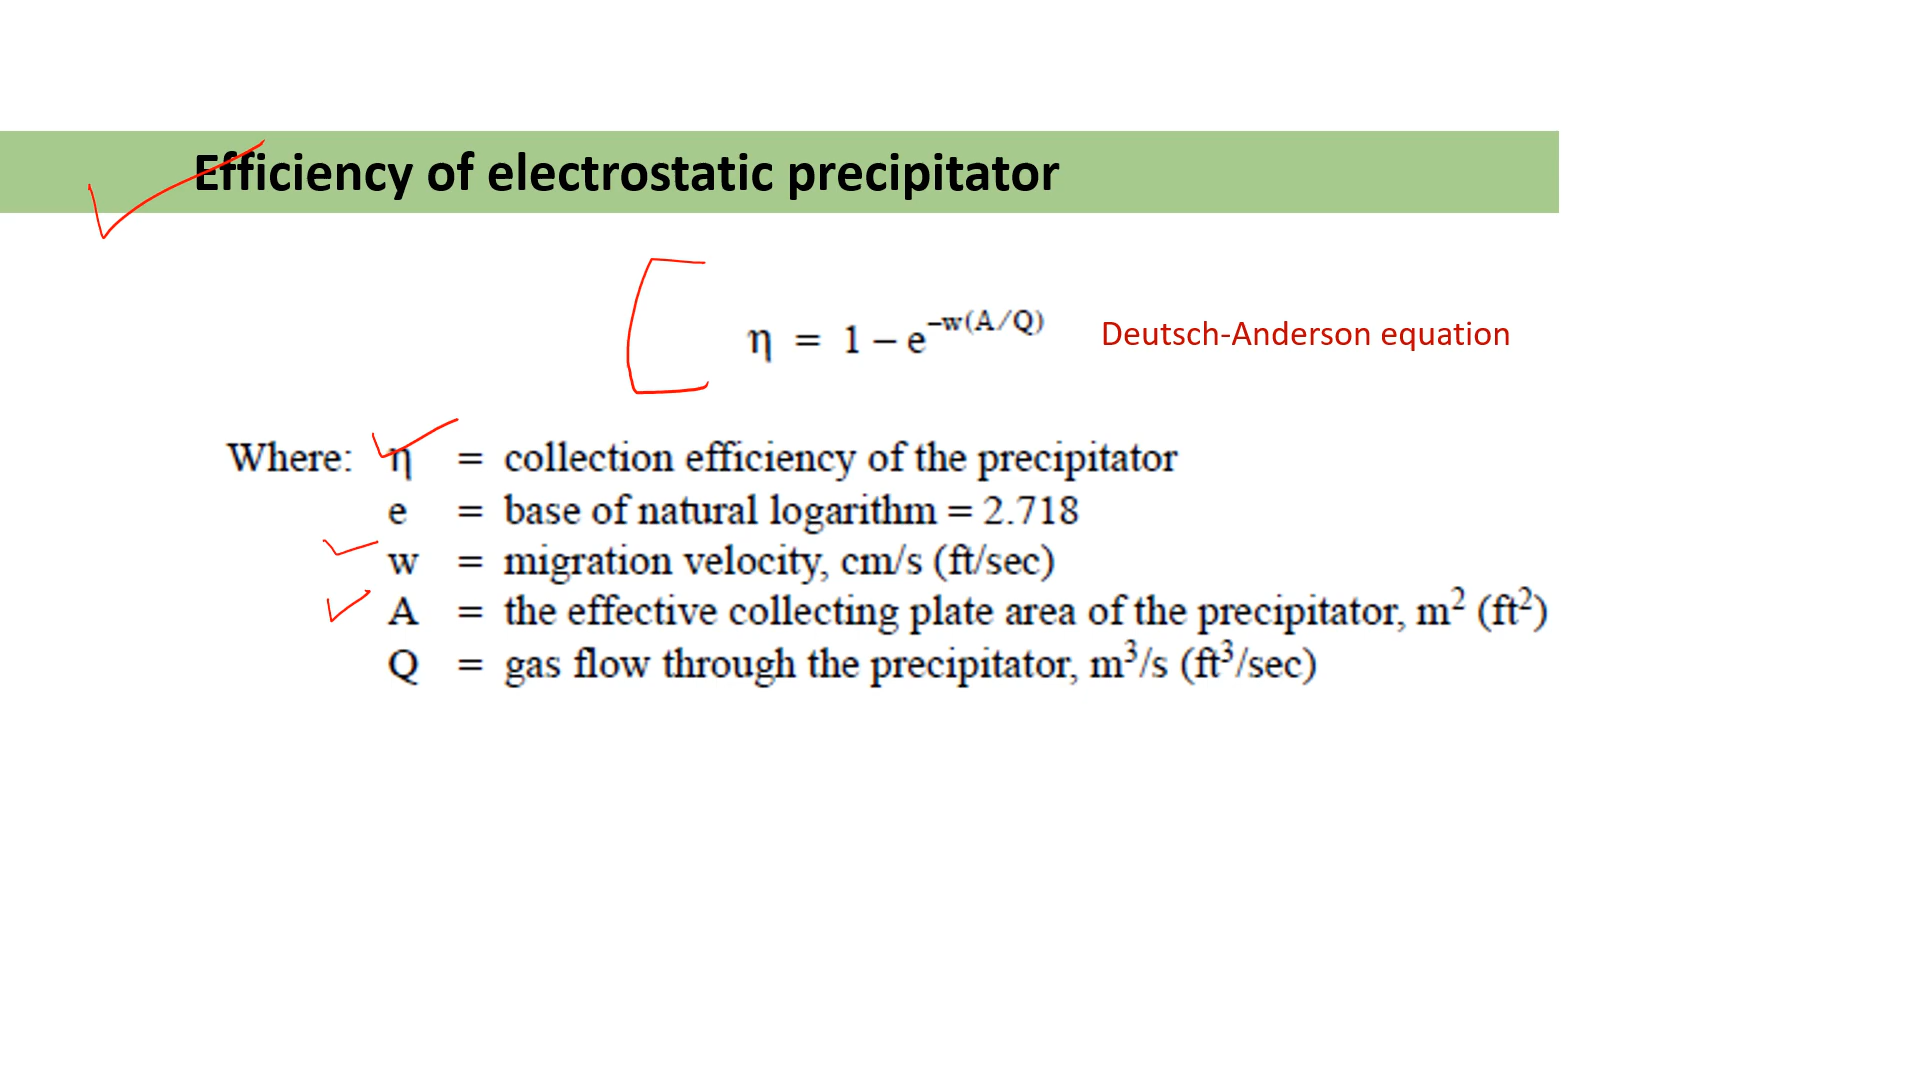 Efficiency of electrostatic precipitator
η = 1 – e^–w(A/Q) Deutsch-Anderson equation
Where: η = collection efficiency of the precipitator
e = base of natural logarithm = 2.718
w = migration velocity, cm/s (ft/sec)
A = the effective collecting plate area of the precipitator, m² (ft²)
Q = gas flow through the precipitator, m³/s (ft³/sec)